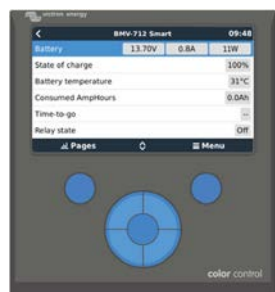 victron energy
BMV-712 Smart 09:48
Battery 13.70V 0.8A 11W
State of charge 100%
Battery temperature 31°C
Consumed AmpHours 0.0Ah
Time-to-go --
Relay state Off
Pages Menu
color control